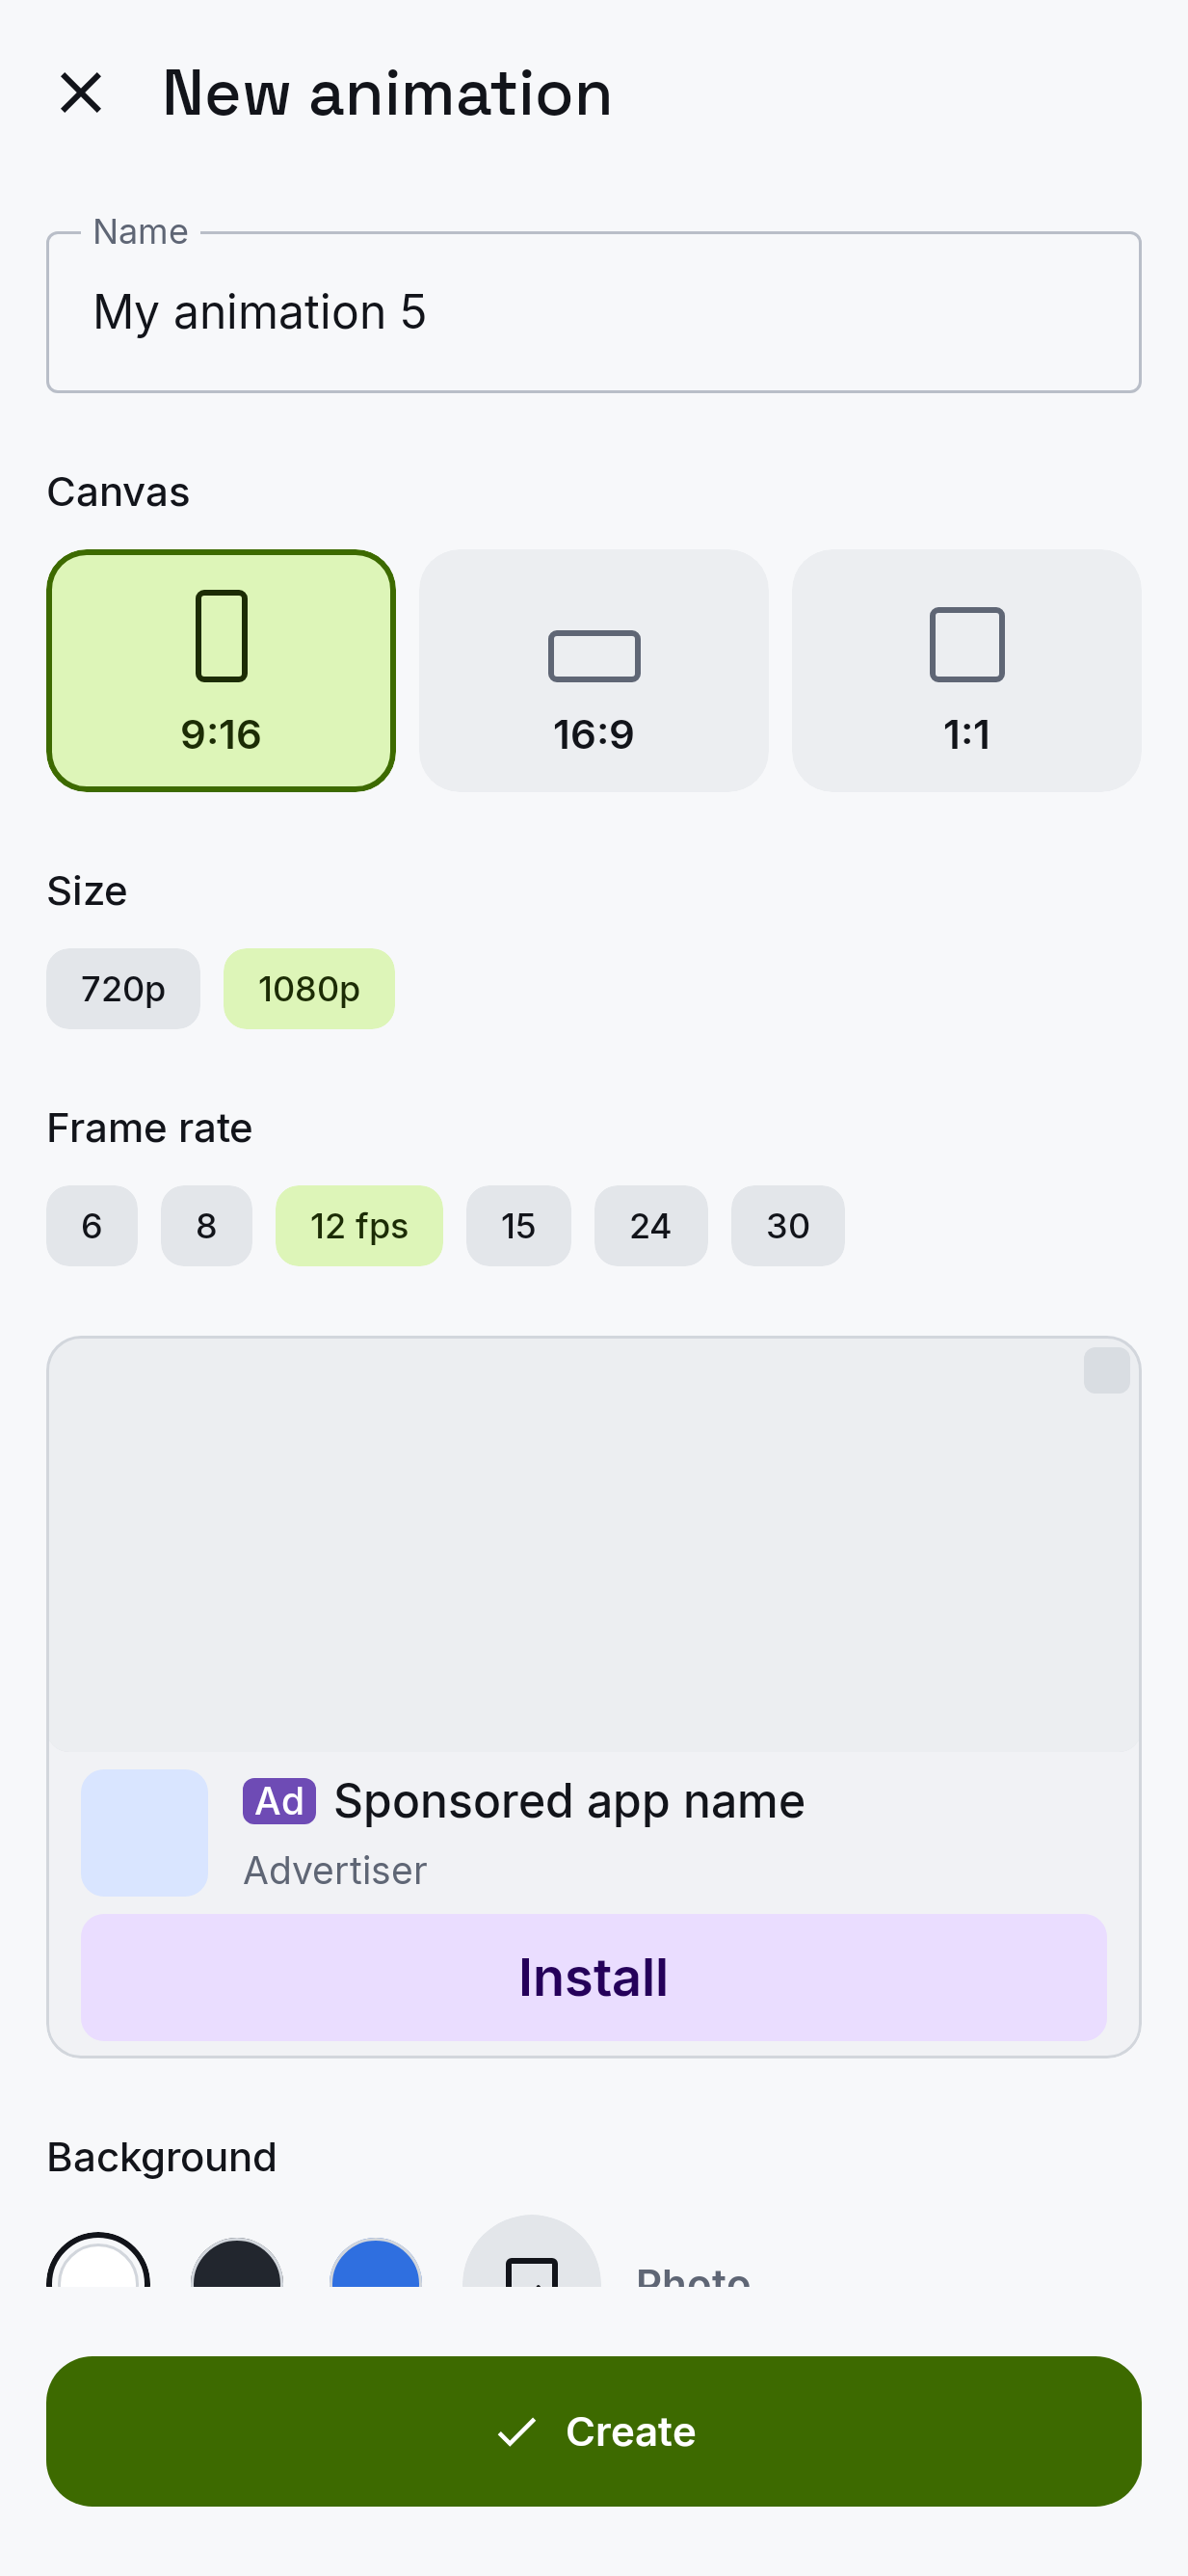 New animation
Name
My animation 5
Canvas
9:16
16:9
1:1
Size
720p
1080p
Frame rate
6
8
12 fps
15
24
30
Ad Sponsored app name
Advertiser
Install
Background
Photo
Create